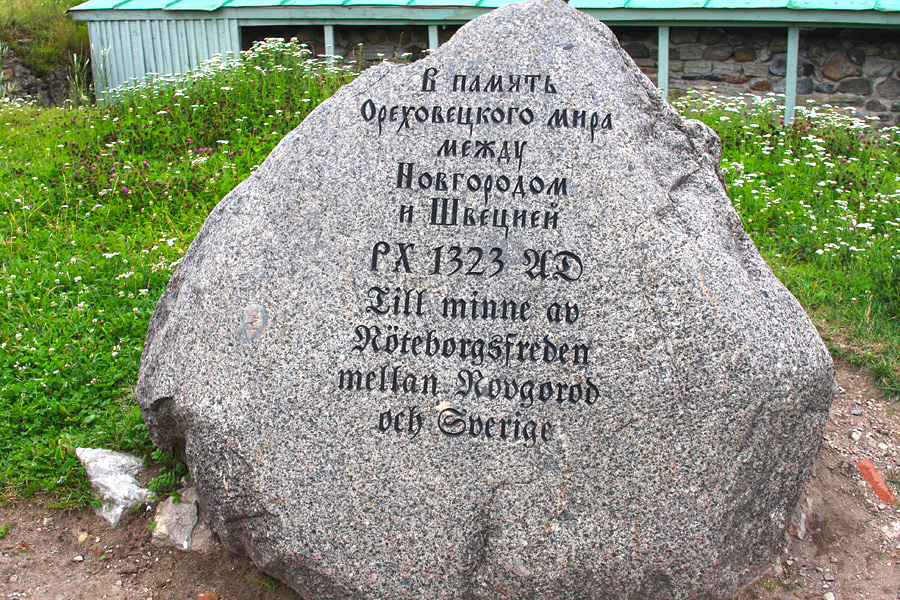 В память
Ореховецкого мира
между
Новгородом
и Швецией
РХ 1323 AD
Till minne av
Nöteborgsfreden
mellan Novgorod
och Sverige